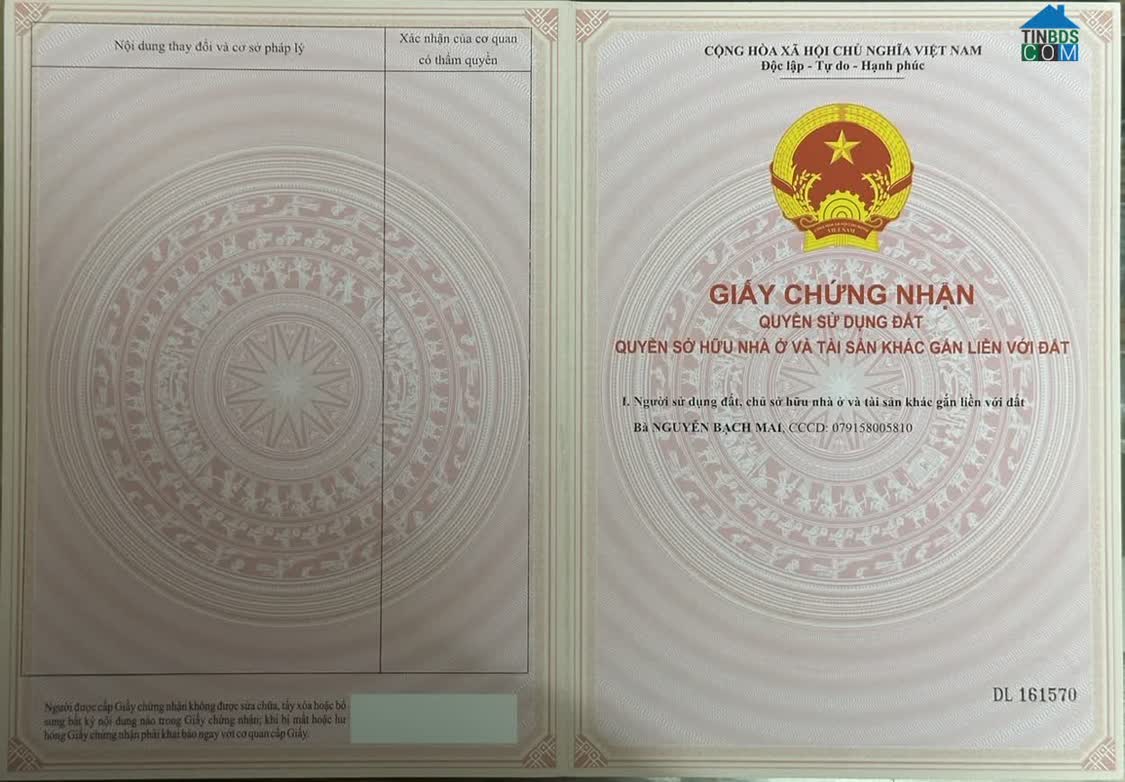 Nội dung thay đổi và cơ sở pháp lý
Xác nhận của cơ quan
có thẩm quyền
Người được cấp Giấy chứng nhận không được sửa chữa, tẩy xóa hoặc bổ
sung bất kỳ nội dung nào trong Giấy chứng nhận; khi bị mất hoặc hư
hỏng Giấy chứng nhận phải khai báo ngay với cơ quan cấp Giấy.
TINBDS
COM
CỘNG HÒA XÃ HỘI CHỦ NGHĨA VIỆT NAM
Độc lập - Tự do - Hạnh phúc
VIỆT NAM
GIẤY CHỨNG NHẬN
QUYỀN SỬ DỤNG ĐẤT
QUYỀN SỞ HỮU NHÀ Ở VÀ TÀI SẢN KHÁC GẮN LIỀN VỚI ĐẤT
I. Người sử dụng đất, chủ sở hữu nhà ở và tài sản khác gắn liền với đất
Bà NGUYỄN BẠCH MAI, CCCD: 079158005810
DL 161570